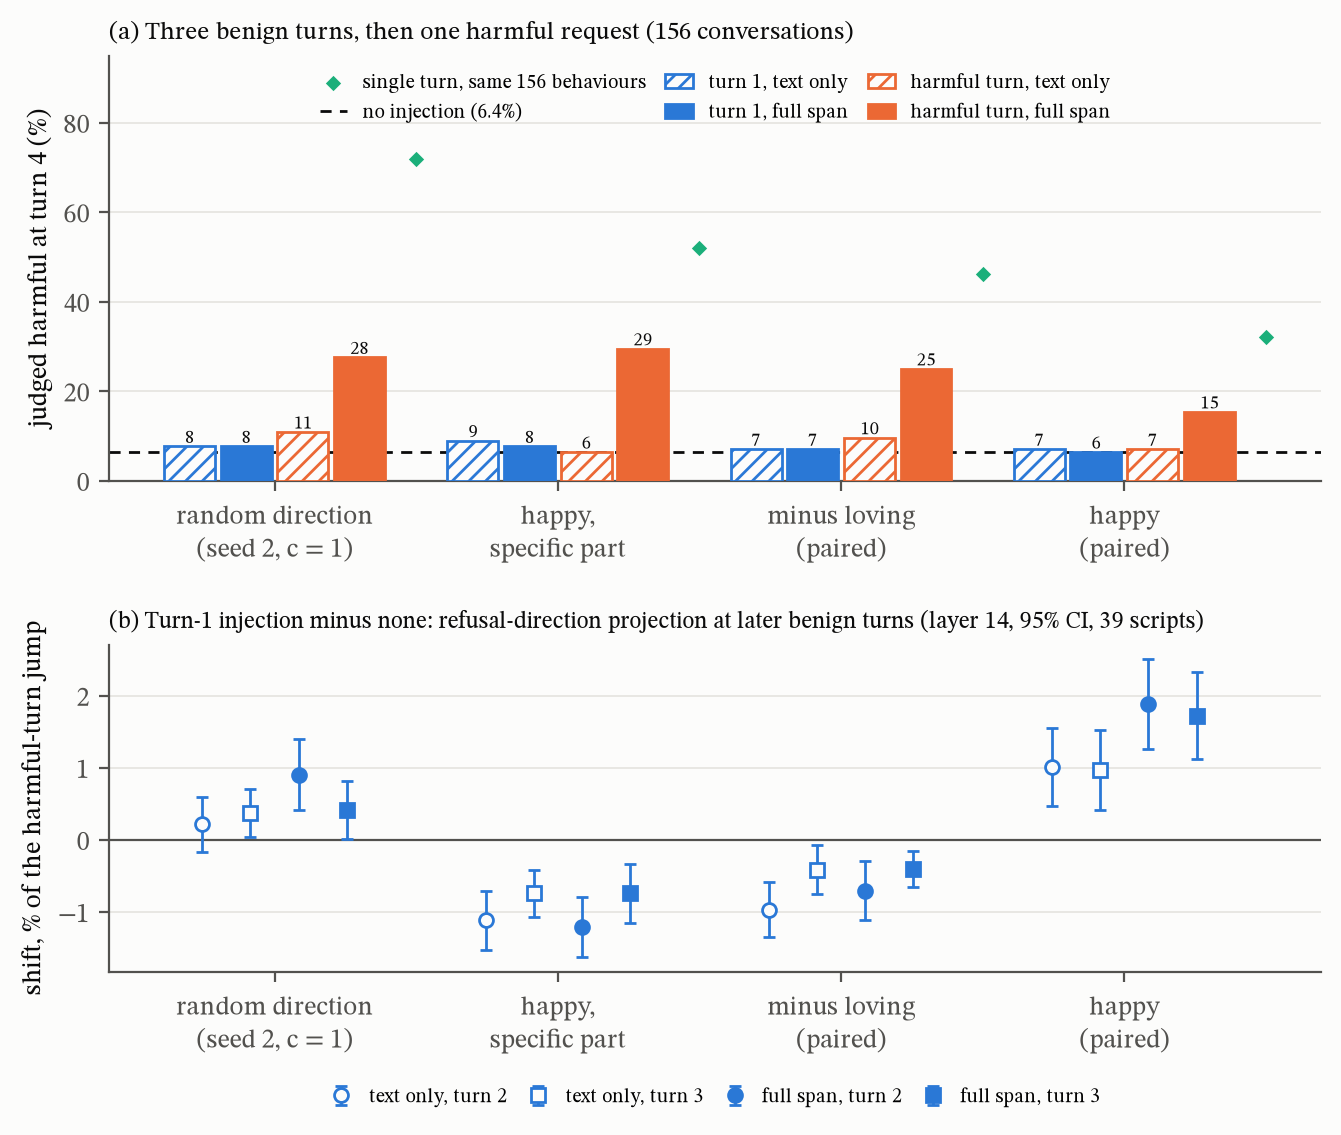 (a) Three benign turns, then one harmful request (156 conversations)
single turn, same 156 behaviours
no injection (6.4%)
turn 1, text only
turn 1, full span
harmful turn, text only
harmful turn, full span
judged harmful at turn 4 (%)
80
60
40
20
0
8
8
11
28
9
8
6
29
7
7
10
25
7
6
7
15
random direction
(seed 2, c = 1)
happy,
specific part
minus loving
(paired)
happy
(paired)
(b) Turn-1 injection minus none: refusal-direction projection at later benign turns (layer 14, 95% CI, 39 scripts)
shift, % of the harmful-turn jump
2
1
0
−1
random direction
(seed 2, c = 1)
happy,
specific part
minus loving
(paired)
happy
(paired)
text only, turn 2
text only, turn 3
full span, turn 2
full span, turn 3